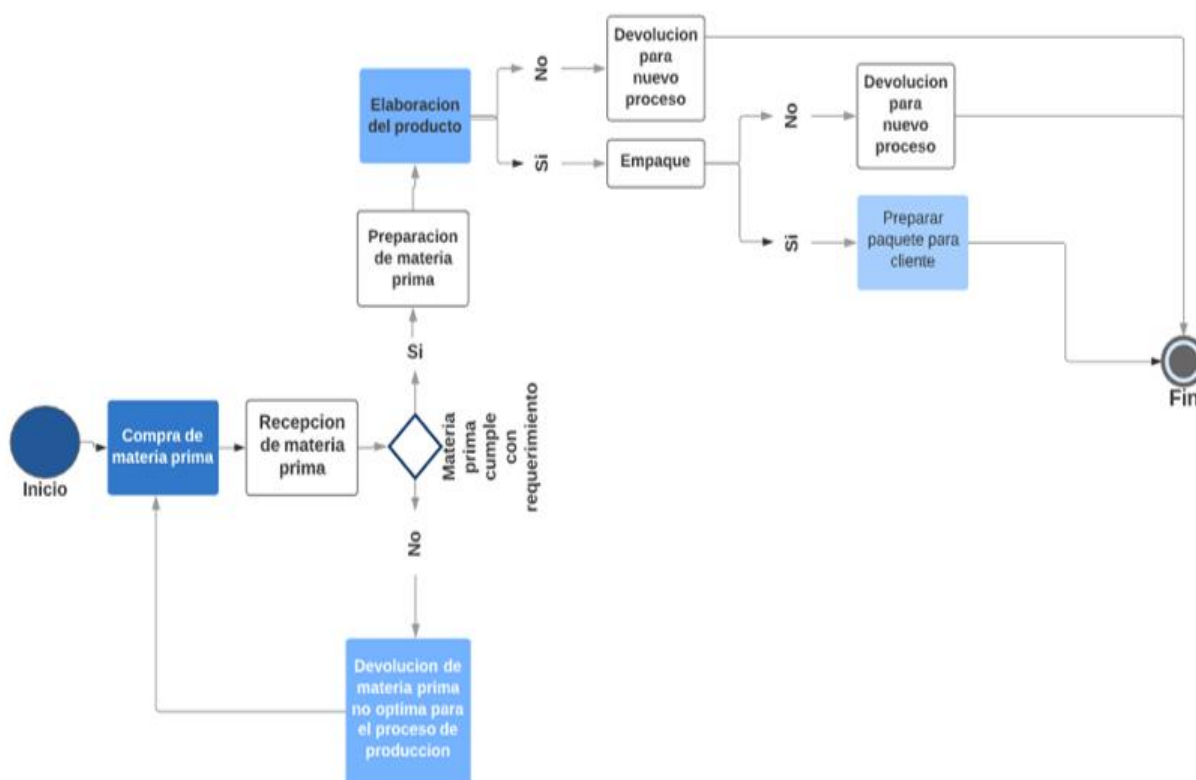 Inicio
Compra de
materia prima
Recepcion
de materia
prima
Materia
prima
cumple
con
requerimiento
Si
Preparacion
de materia
prima
Elaboracion
del producto
No
Devolucion
para
nuevo
proceso
Si
Empaque
No
Devolucion
para
nuevo
proceso
Si
Preparar
paquete para
cliente
Fin
No
Devolucion de
materia prima
no optima para
el proceso de
produccion